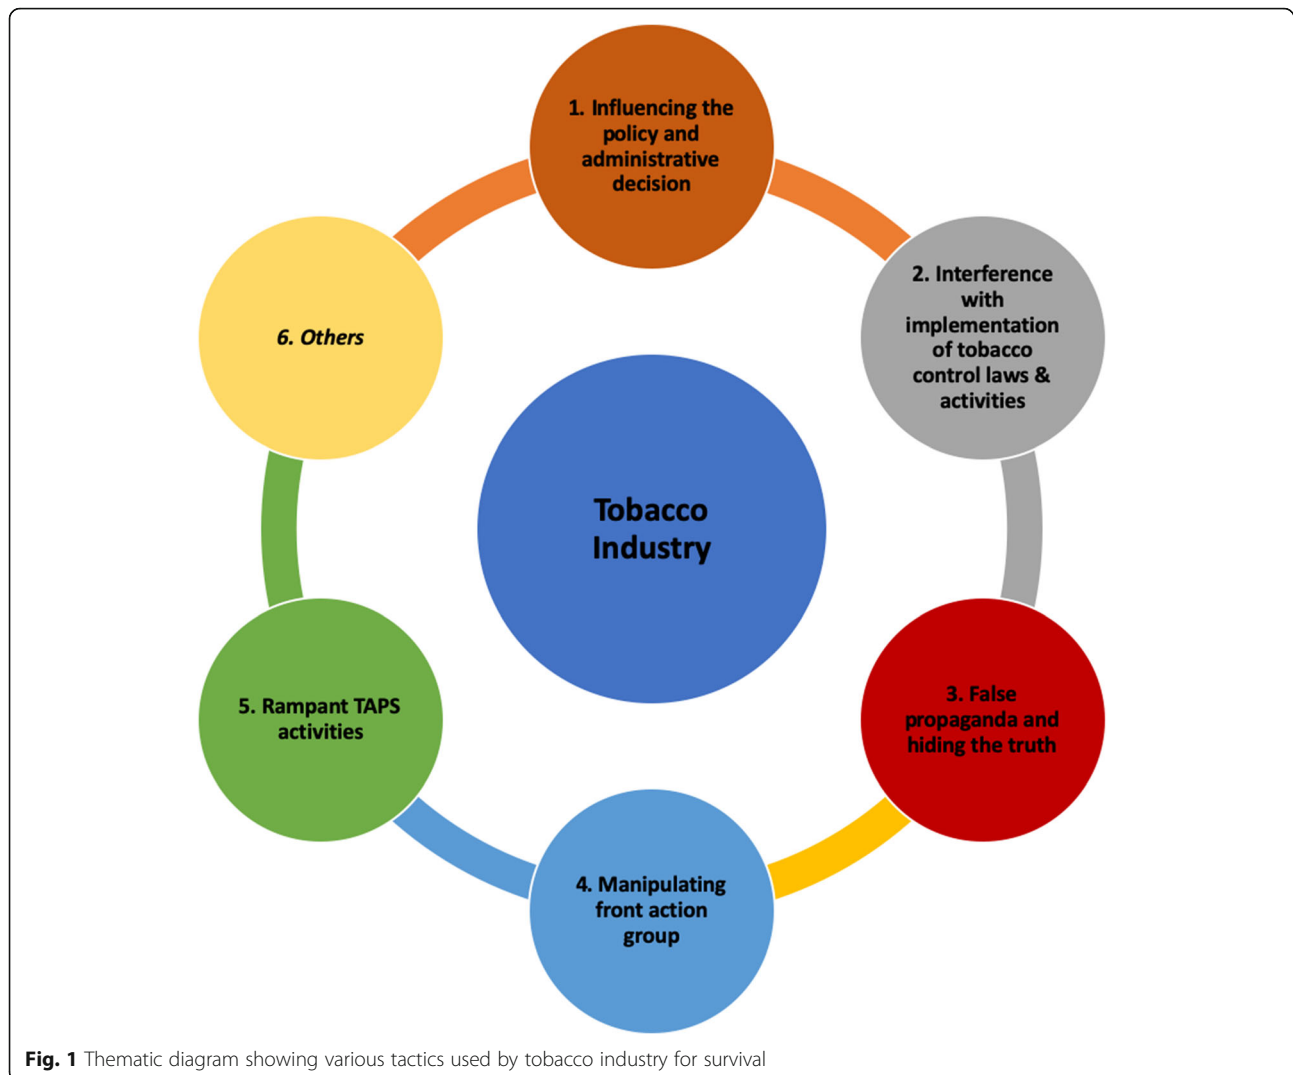 1. Influencing the
policy and
administrative
decision
2. Interference
with
implementation
of tobacco
control laws &
activities
3. False
propaganda and
hiding the truth
4. Manipulating
front action
group
5. Rampant TAPS
activities
6. Others
Tobacco
Industry
Fig. 1 Thematic diagram showing various tactics used by tobacco industry for survival